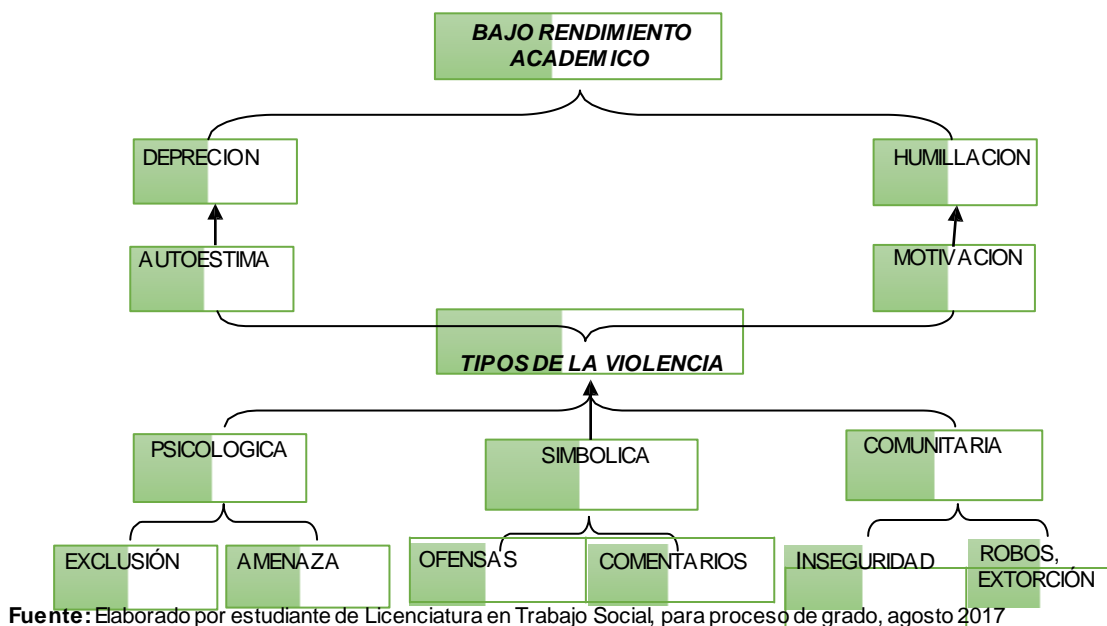 BAJO RENDIMIENTO
ACADEMICO
DEPRECION
HUMILLACION
AUTOESTIMA
MOTIVACION
TIPOS DE LA VIOLENCIA
PSICOLOGICA
SIMBOLICA
COMUNITARIA
EXCLUSIÓN
AMENAZA
OFENSAS
COMENTARIOS
INSEGURIDAD
ROBOS,
EXTORCIÓN
Fuente: Elaborado por estudiante de Licenciatura en Trabajo Social, para proceso de grado, agosto 2017